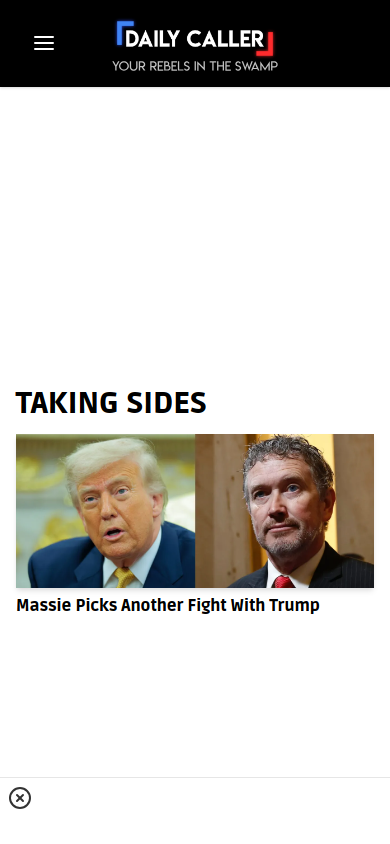 DAILY CALLER
YOUR REBELS IN THE SWAMP
TAKING SIDES
Massie Picks Another Fight With Trump